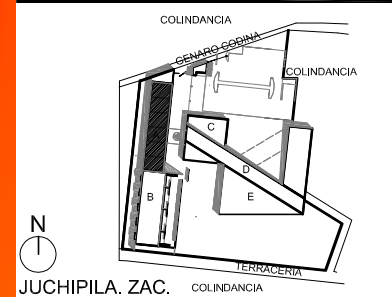 COLINDANCIA
GENARO CODINA
COLINDANCIA
C
D
B
E
N
TERRACERIA
JUCHIPILA. ZAC.
COLINDANCIA